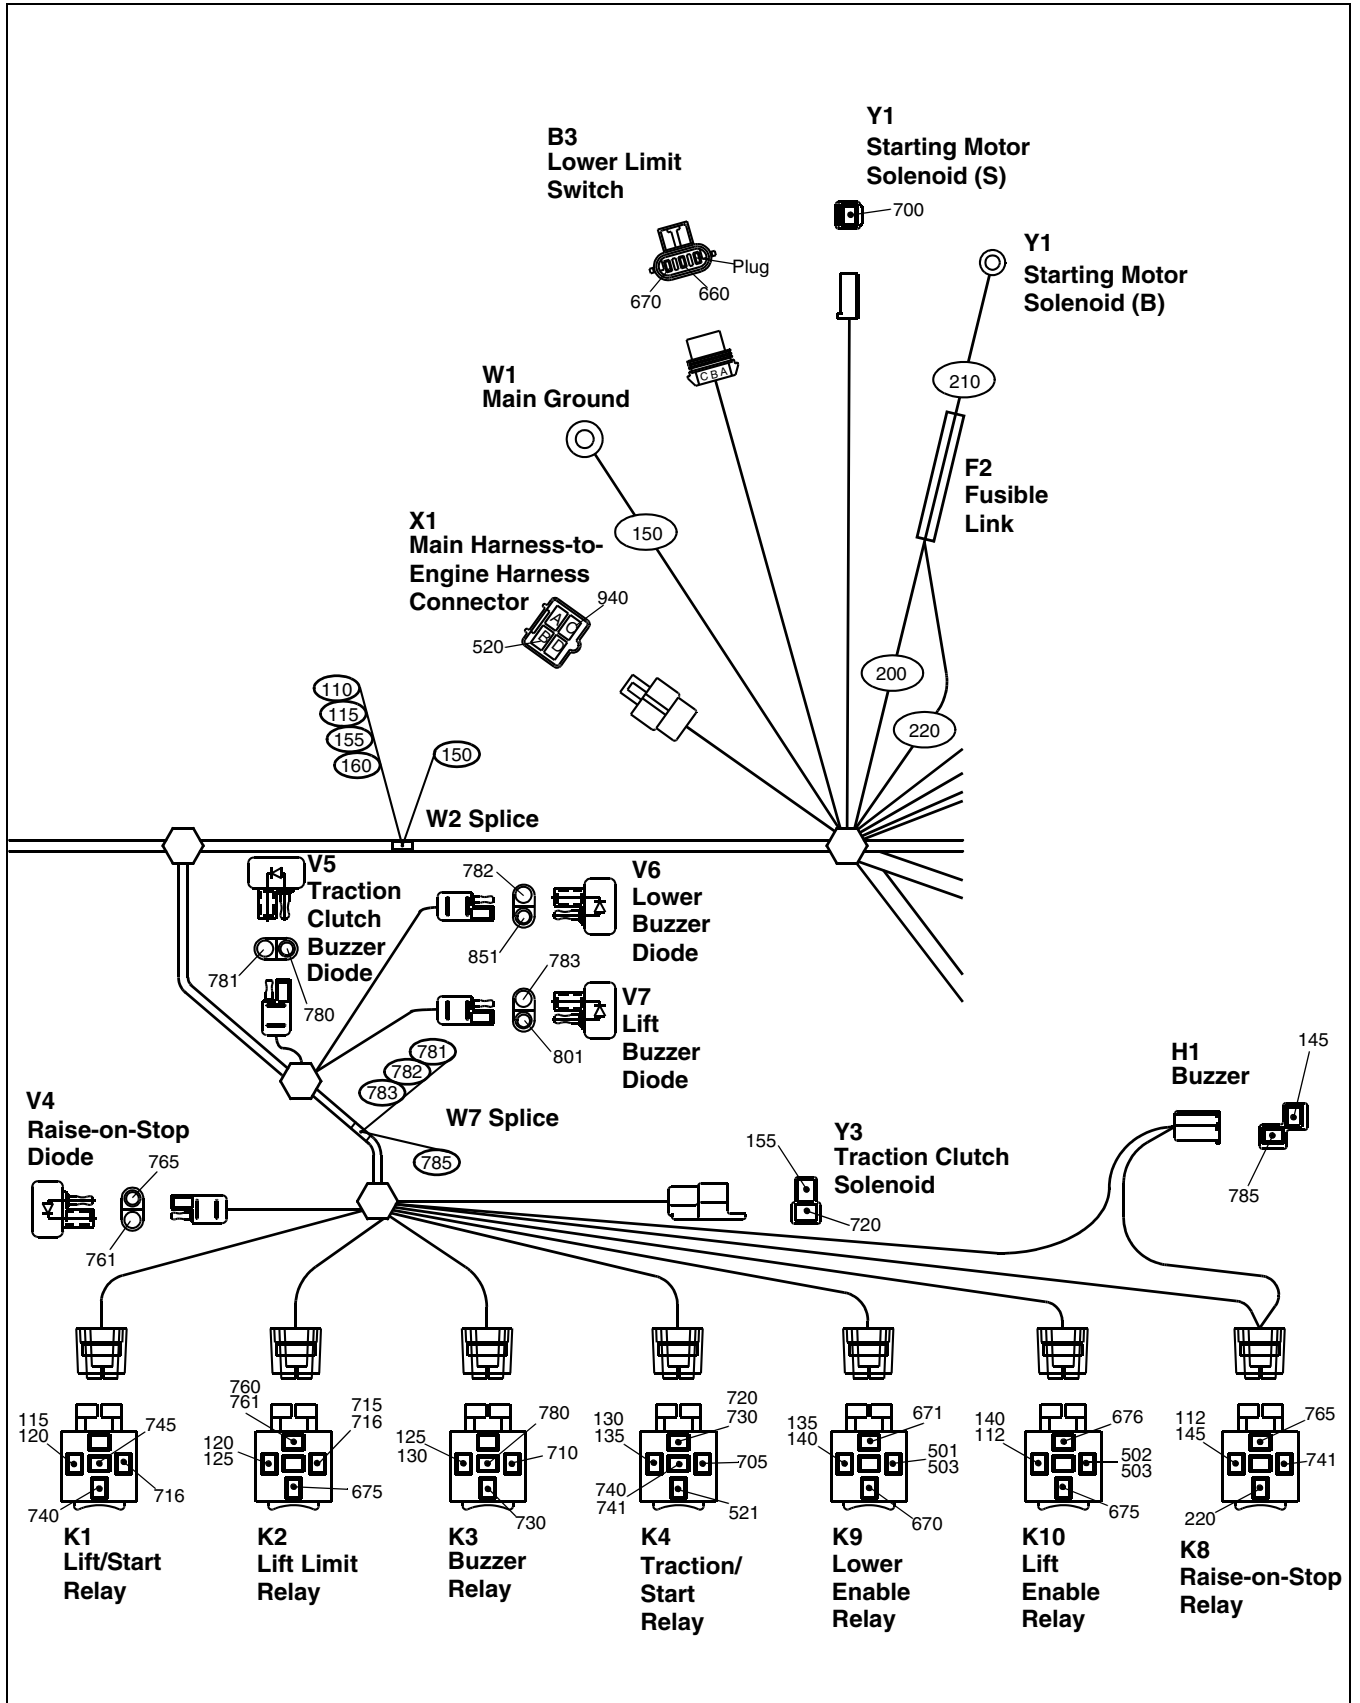 Y1
Starting Motor
Solenoid (S)
700
B3
Lower Limit
Switch
Plug
670
660
Y1
Starting Motor
Solenoid (B)
CBA
210
W1
Main Ground
F2
Fusible
Link
150
X1
Main Harness-to-
Engine Harness
Connector
940
520
A
C
B
D
200
220
110
115
155
160
150
W2 Splice
V5
Traction
Clutch
Buzzer
Diode
781
780
782
851
V6
Lower
Buzzer
Diode
783
801
V7
Lift
Buzzer
Diode
781
782
783
W7 Splice
785
H1
Buzzer
145
785
V4
Raise-on-Stop
Diode
765
761
155
720
Y3
Traction Clutch
Solenoid
115
120
745
716
740
K1
Lift/Start
Relay
760
761
715
716
120
125
675
K2
Lift Limit
Relay
125
130
780
710
730
K3
Buzzer
Relay
720
730
130
135
705
740
741
521
K4
Traction/
Start
Relay
135
140
671
501
503
670
K9
Lower
Enable
Relay
140
112
676
502
503
675
K10
Lift
Enable
Relay
112
145
765
741
220
K8
Raise-on-Stop
Relay